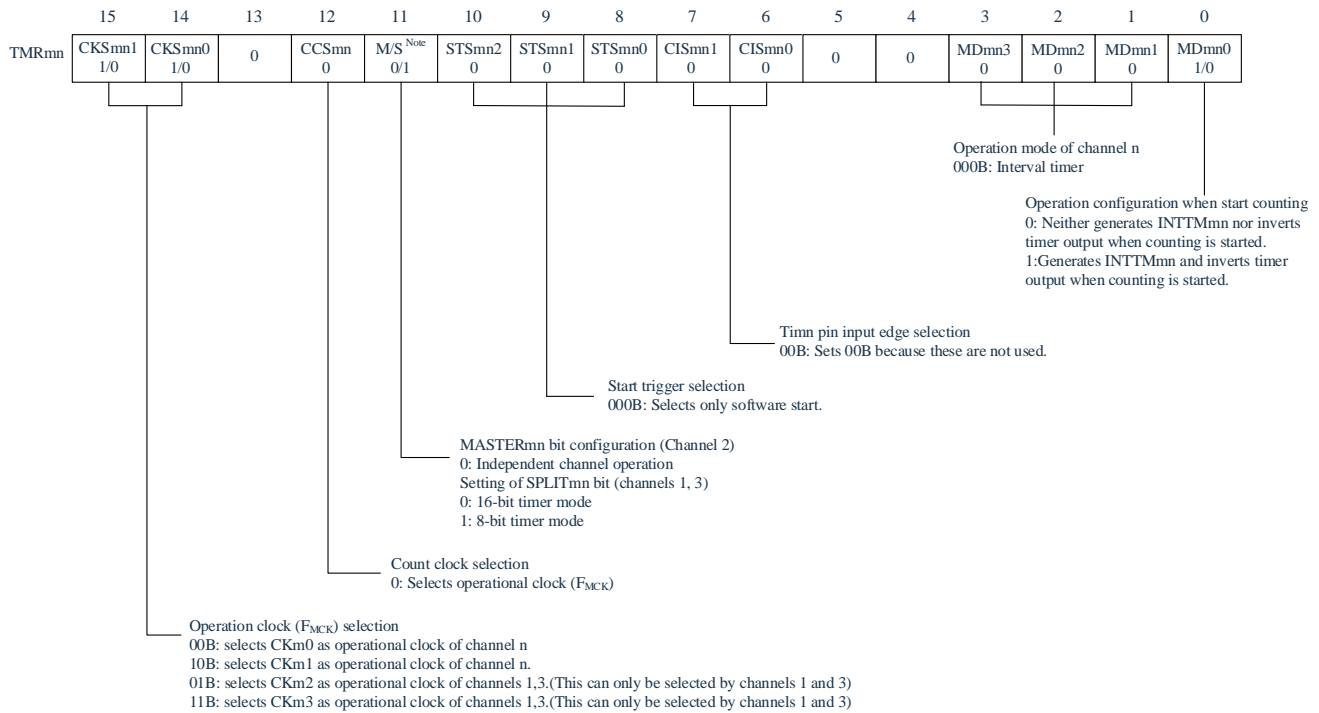 15 14 13 12 11 10 9 8 7 6 5 4 3 2 1 0
TMRmn CKSmn1 CKSmn0 0 CCSmn M/S Note STSmn2 STSmn1 STSmn0 CISmn1 CISmn0 0 0 MDmn3 MDmn2 MDmn1 MDmn0
1/0 1/0 0 0/1 0 0 0 0 0 0 0 0 1/0
Operation mode of channel n
000B: Interval timer
Operation configuration when start counting
0: Neither generates INTTMmn nor inverts
timer output when counting is started.
1:Generates INTTMmn and inverts timer
output when counting is started.
Timn pin input edge selection
00B: Sets 00B because these are not used.
Start trigger selection
000B: Selects only software start.
MASTERmn bit configuration (Channel 2)
0: Independent channel operation
Setting of SPLITmn bit (channels 1, 3)
0: 16-bit timer mode
1: 8-bit timer mode
Count clock selection
0: Selects operational clock (FMCK)
Operation clock (FMCK) selection
00B: selects CKm0 as operational clock of channel n
10B: selects CKm1 as operational clock of channel n.
01B: selects CKm2 as operational clock of channels 1,3.(This can only be selected by channels 1 and 3)
11B: selects CKm3 as operational clock of channels 1,3.(This can only be selected by channels 1 and 3)